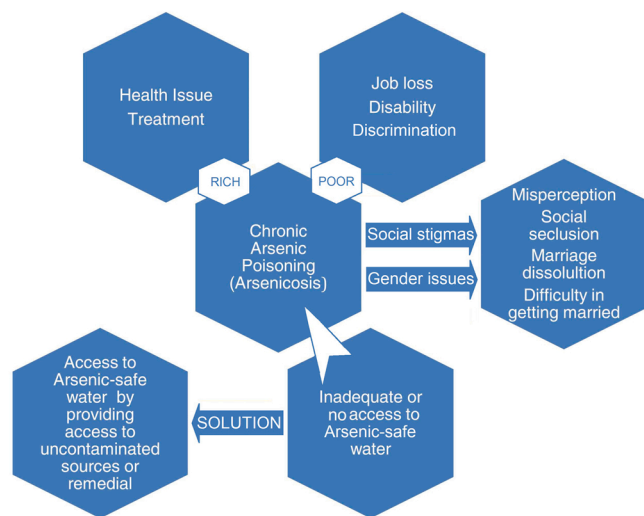 Health Issue
Treatment
Job loss
Disability
Discrimination
RICH
POOR
Chronic
Arsenic
Poisoning
(Arsenicosis)
Social stigmas
Gender issues
Misperception
Social
seclusion
Marriage
dissolultion
Difficulty in
getting married
Access to
Arsenic-safe
water by
providing
access to
uncontaminated
sources or
remedial
SOLUTION
Inadequate or
no access to
Arsenic-safe
water